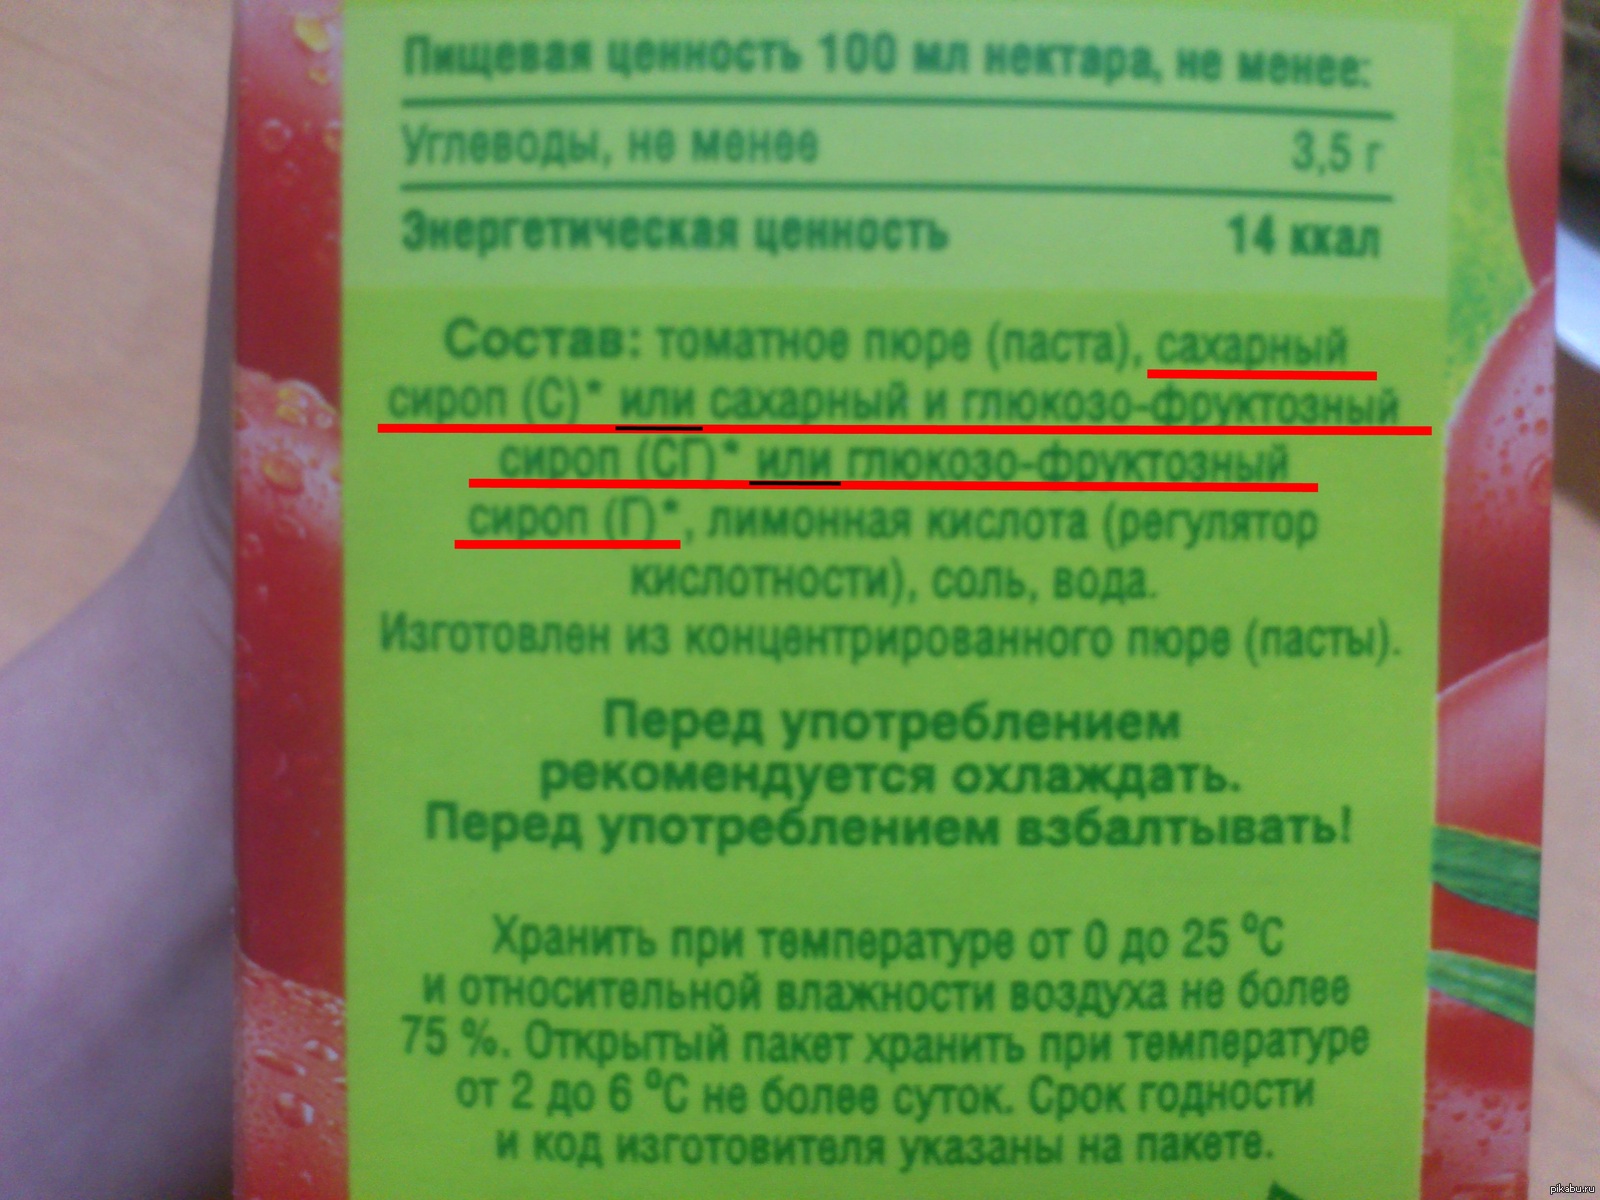 Пищевая ценность 100 мл нектара, не менее:
Углеводы, не менее 3,5 г
Энергетическая ценность 14 ккал
Состав: томатное пюре (паста), сахарный
сироп (С)* или сахарный и глюкозо-фруктозный
сироп (СГ)* или глюкозо-фруктозный
сироп (Г)*, лимонная кислота (регулятор
кислотности), соль, вода.
Изготовлен из концентрированного пюре (пасты).
Перед употреблением
рекомендуется охлаждать.
Перед употреблением взбалтывать!
Хранить при температуре от 0 до 25 ºС
и относительной влажности воздуха не более
75 %. Открытый пакет хранить при температуре
от 2 до 6 ºС не более суток. Срок годности
и код изготовителя указаны на пакете.
pikabu.ru